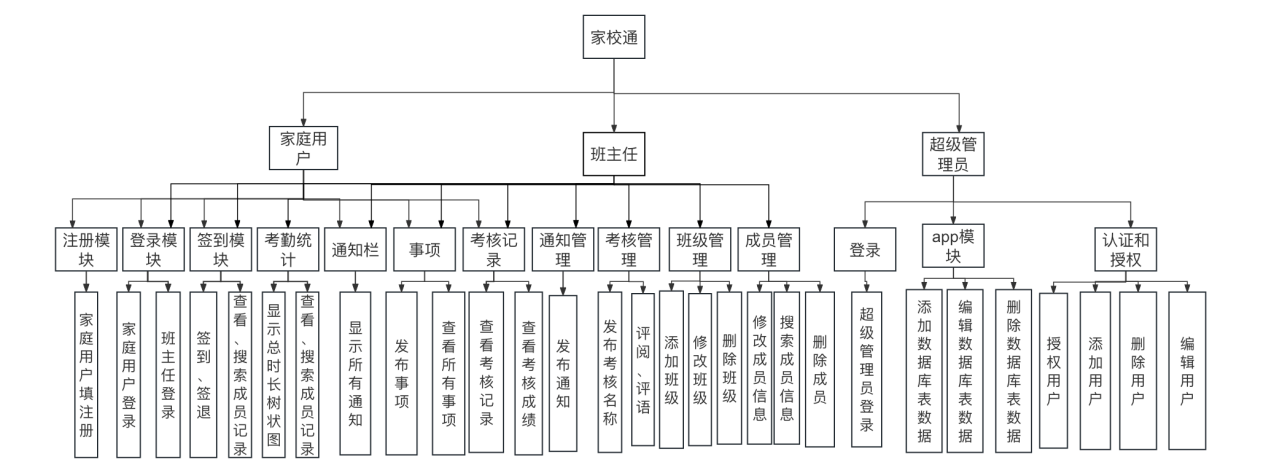 家校通
家庭用
户
班主任
超级管
理员
注册模
块
登录模
块
签到模
块
考勤统
计
通知栏
事项
考核记
录
通知管
理
考核管
理
班级管
理
成员管
理
登录
app模
块
认证和
授权
家庭用户填注册
家庭用户登录
班主任登录
签到、签退
查看、搜索成员记录
显示总时长树状图
查看、搜索成员记录
显示所有通知
发布事项
查看所有事项
查看考核记录
查看考核成绩
发布通知
发布考核名称
评阅、评语
添加班级
修改班级
删除班级
修改成员信息
搜索成员信息
删除成员
超级管理员登录
添加数据库表数据
编辑数据库表数据
删除数据库表数据
授权用户
添加用户
删除用户
编辑用户